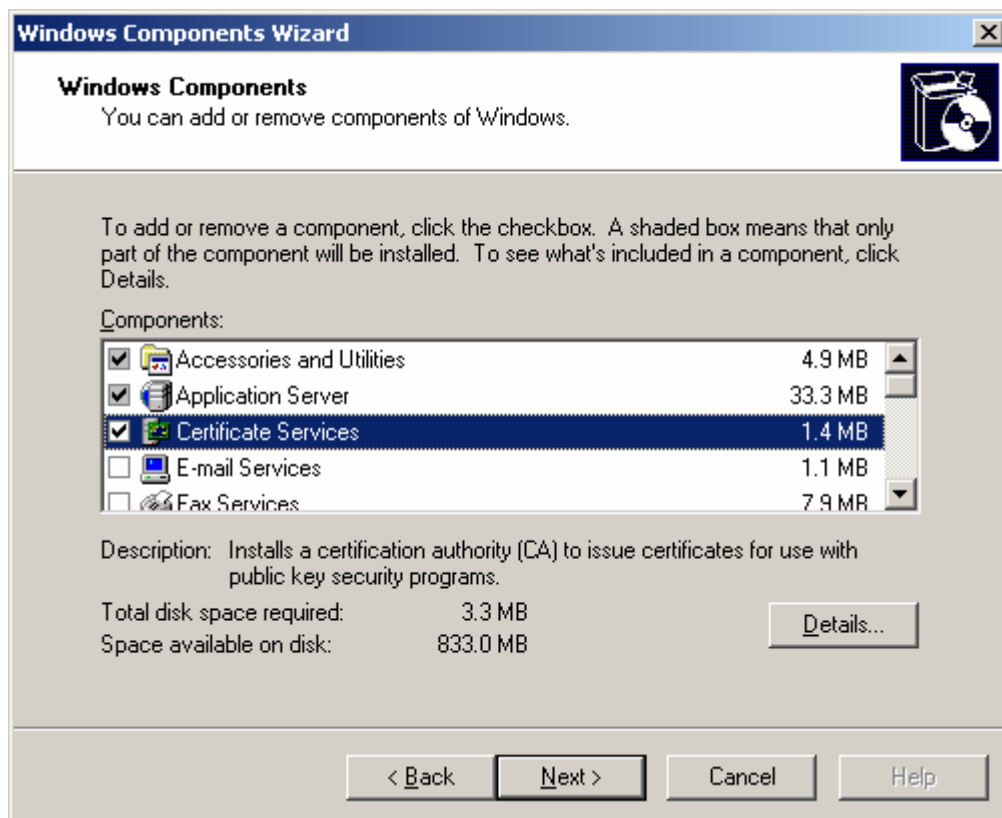 Windows Components Wizard
Windows Components
You can add or remove components of Windows.
To add or remove a component, click the checkbox. A shaded box means that only
part of the component will be installed. To see what's included in a component, click
Details.
Components:
Accessories and Utilities 4.9 MB
Application Server 33.3 MB
Certificate Services 1.4 MB
E-mail Services 1.1 MB
Fax Services 7.9 MB
Description: Installs a certification authority (CA) to issue certificates for use with
public key security programs.
Total disk space required: 3.3 MB
Space available on disk: 833.0 MB
Details...
< Back Next > Cancel Help